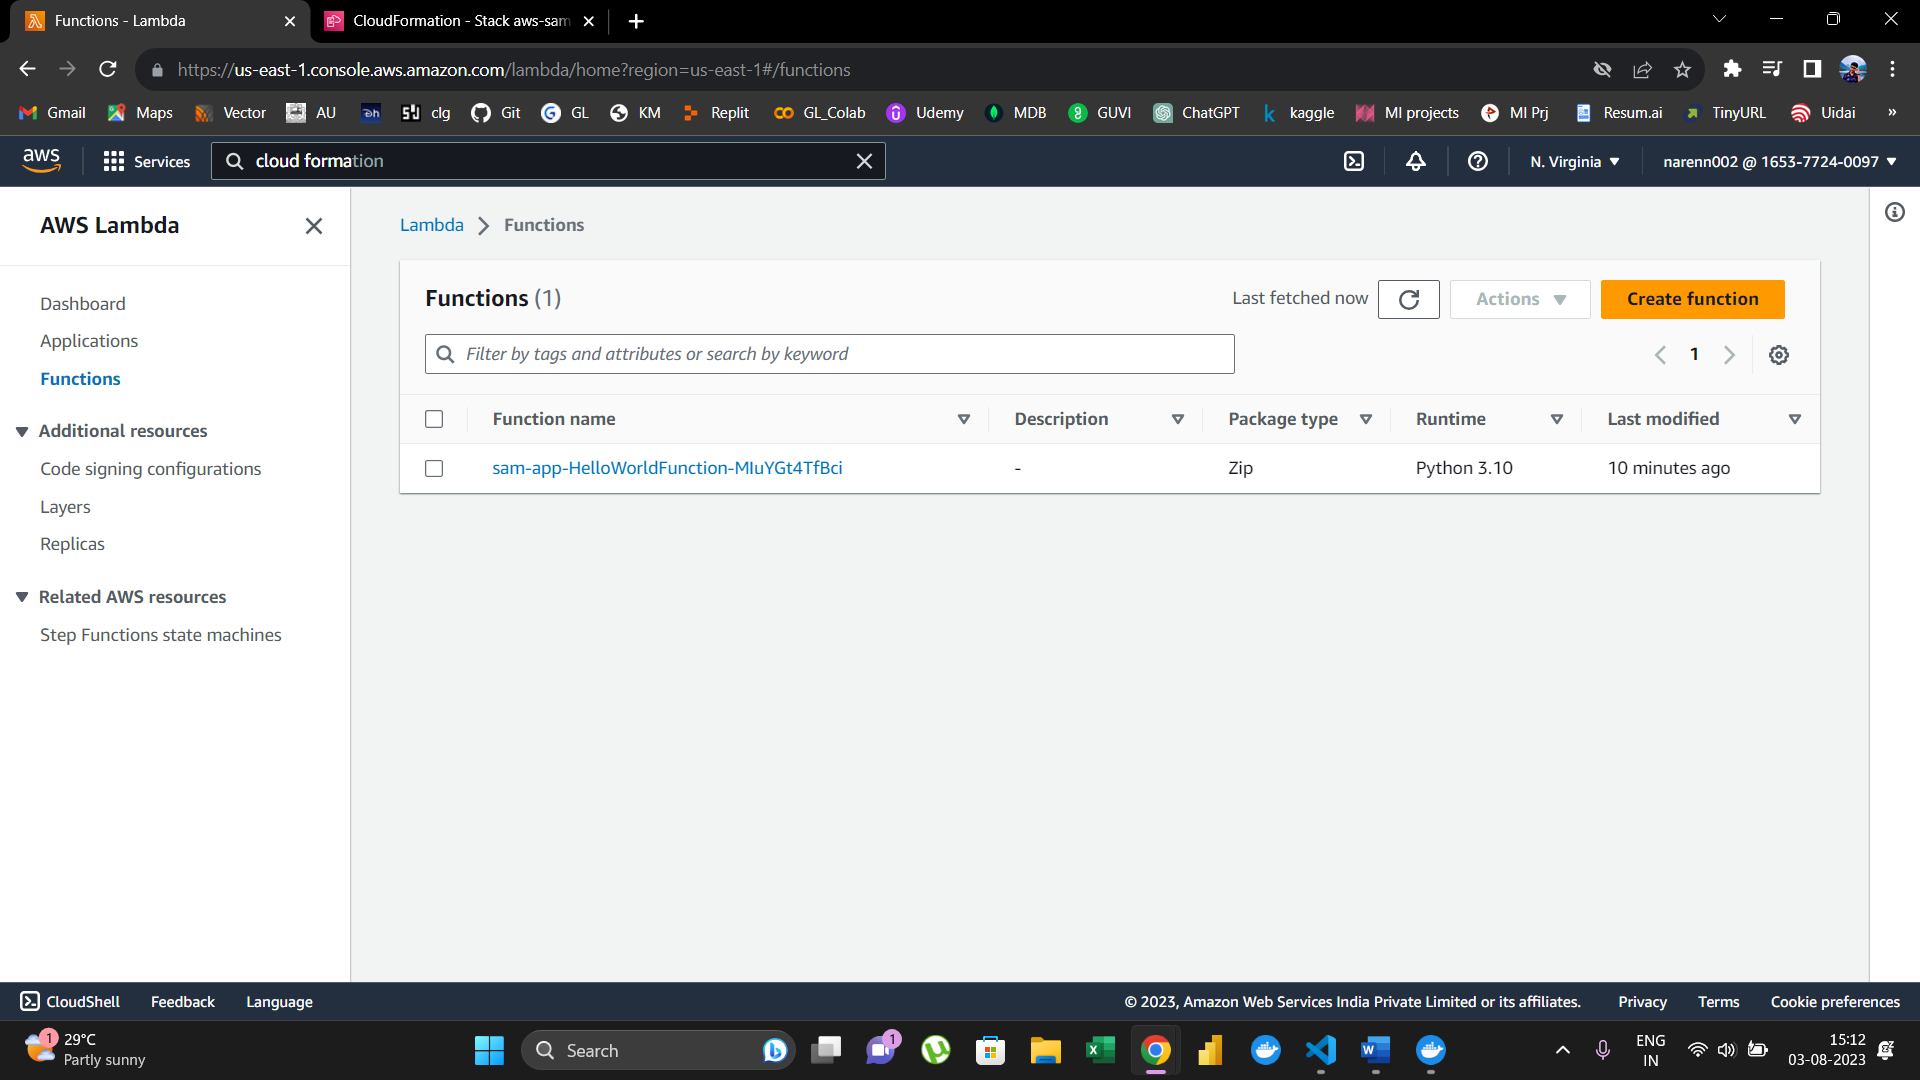 Functions - Lambda
CloudFormation - Stack aws-sam
https://us-east-1.console.aws.amazon.com/lambda/home?region=us-east-1#/functions
Gmail Maps Vector AU clg Git GL KM Replit GL_Colab Udemy MDB GUVI ChatGPT kaggle MI projects MI Prj Resum.ai TinyURL Uidai »
aws Services cloud formation N. Virginia narenn002 @ 1653-7724-0097
AWS Lambda
Dashboard
Applications
Functions
Additional resources
Code signing configurations
Layers
Replicas
Related AWS resources
Step Functions state machines
Lambda Functions
Functions (1) Last fetched now Actions Create function
Filter by tags and attributes or search by keyword 1
Function name Description Package type Runtime Last modified
sam-app-HelloWorldFunction-MIuYGt4TfBci - Zip Python 3.10 10 minutes ago
CloudShell Feedback Language © 2023, Amazon Web Services India Private Limited or its affiliates. Privacy Terms Cookie preferences
1 29°C
Partly sunny
Search
1
ENG
IN
15:12
03-08-2023